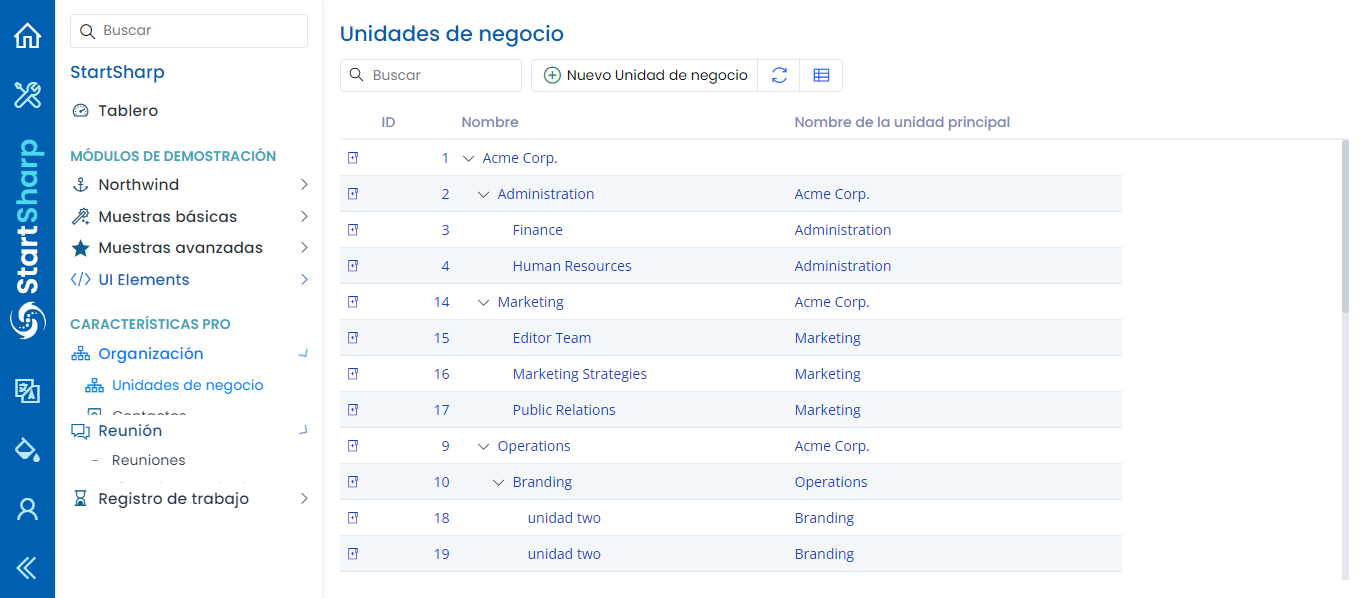 StartSharp
Buscar
StartSharp
Tablero
MÓDULOS DE DEMOSTRACIÓN
Northwind
Muestras básicas
Muestras avanzadas
UI Elements
CARACTERÍSTICAS PRO
Organización
Unidades de negocio
Contactos
Reunión
Reuniones
Registro de trabajo
Unidades de negocio
Buscar
Nuevo Unidad de negocio
ID Nombre Nombre de la unidad principal
1 Acme Corp.
2 Administration Acme Corp.
3 Finance Administration
4 Human Resources Administration
14 Marketing Acme Corp.
15 Editor Team Marketing
16 Marketing Strategies Marketing
17 Public Relations Marketing
9 Operations Acme Corp.
10 Branding Operations
18 unidad two Branding
19 unidad two Branding